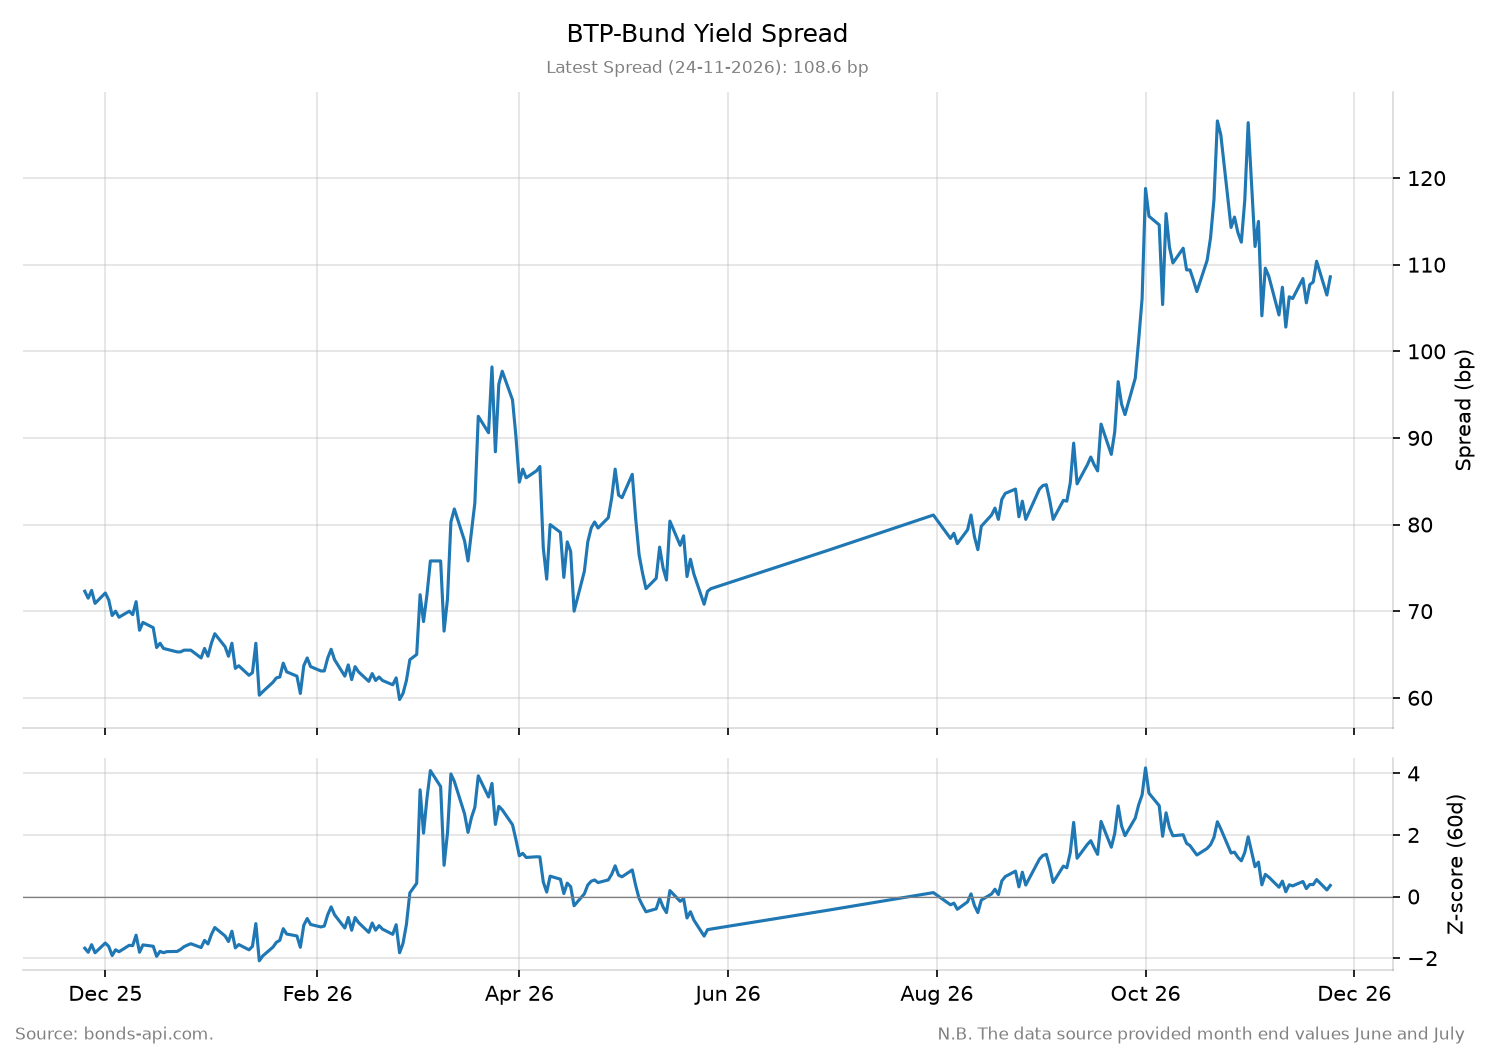 BTP-Bund Yield Spread
Latest Spread (24-11-2026): 108.6 bp
120
110
100
90
80
70
60
Spread (bp)
4
2
0
−2
Z-score (60d)
Dec 25 Feb 26 Apr 26 Jun 26 Aug 26 Oct 26 Dec 26
Source: bonds-api.com.
N.B. The data source provided month end values June and July